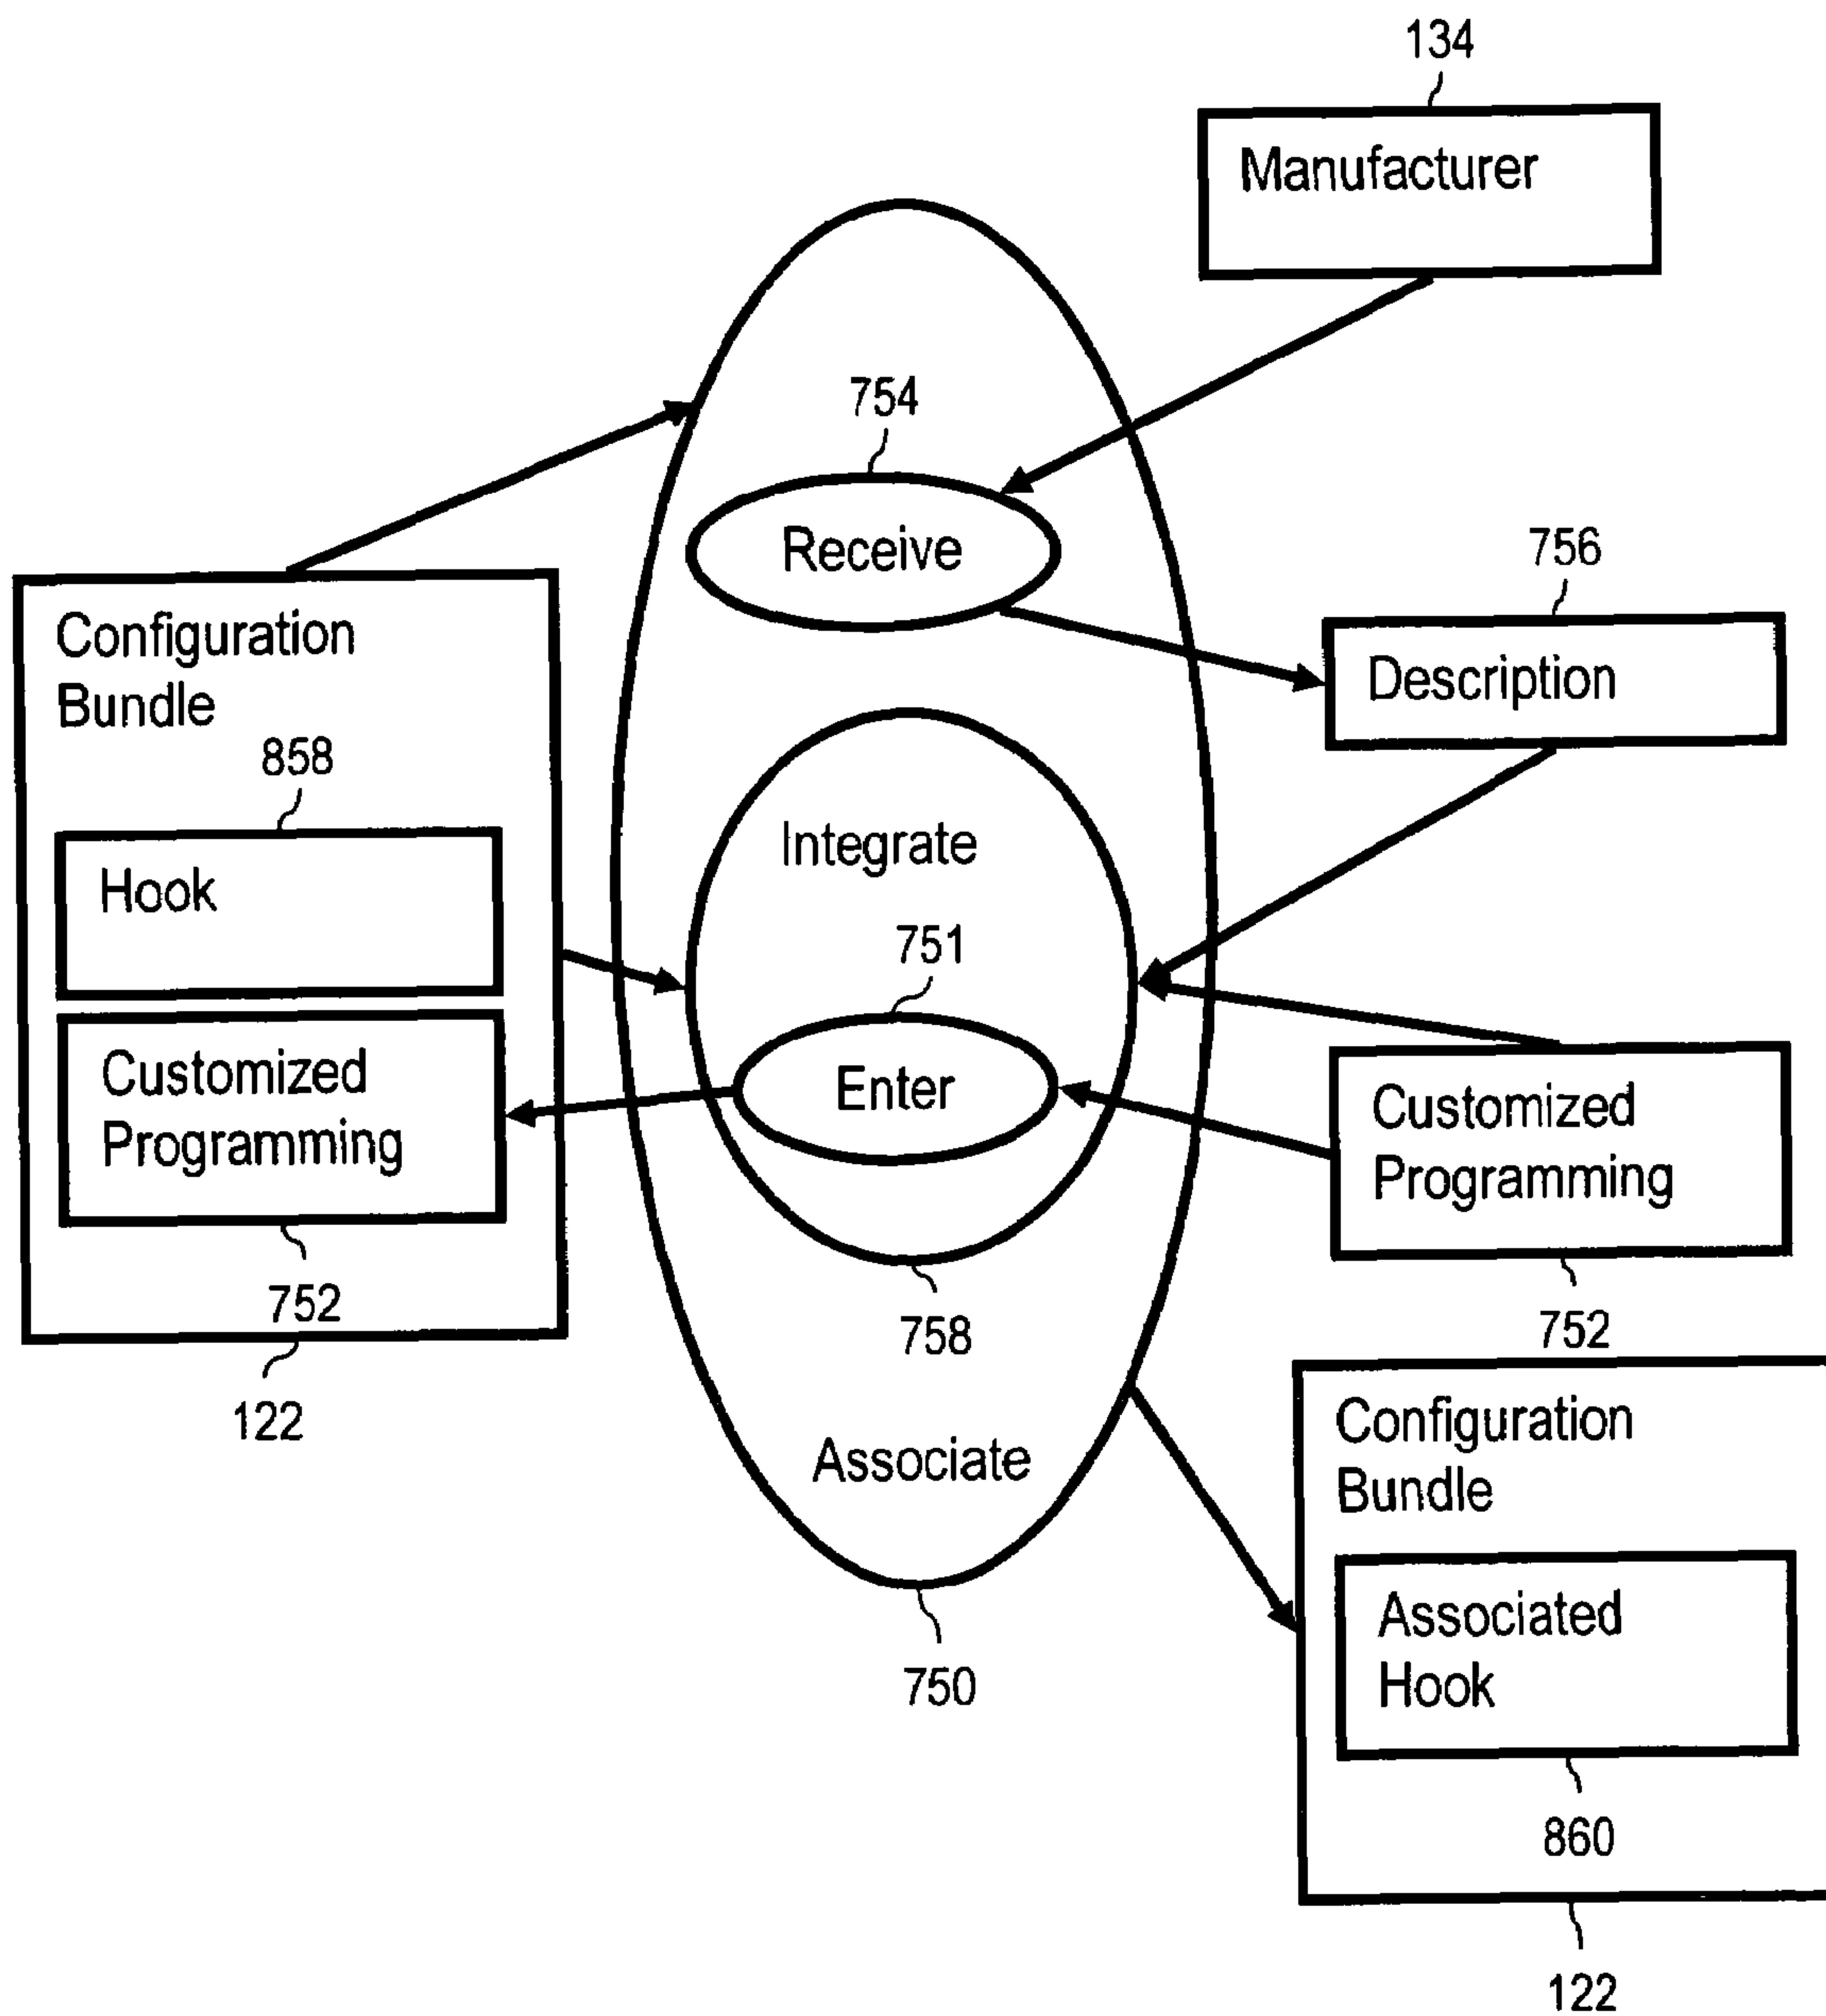 134
Manufacturer
754
Receive
756
Description
Configuration
Bundle
858
Hook
Integrate
751
Enter
Customized
Programming
752
122
Customized
Programming
752
758
Associate
750
Configuration
Bundle
Associated
Hook
860
122